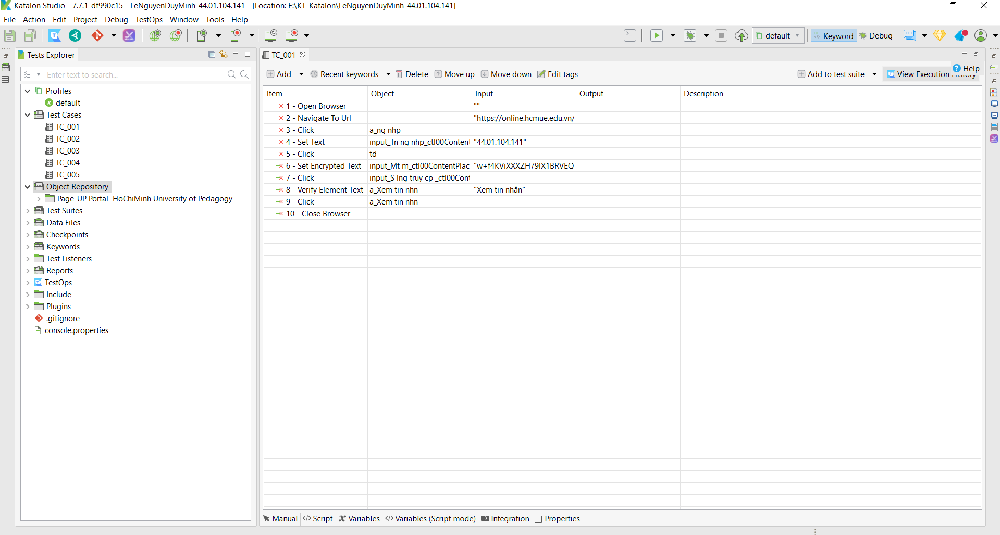 Katalon Studio - 7.7.1-df990c15 - LeNguyenDuyMinh_44.01.104.141 - [Location: E:\KT_Katalon\LeNguyenDuyMinh_44.01.104.141]
File Action Edit Project Debug TestOps Window Tools Help
default Keyword Debug
Tests Explorer
Enter text to search...
Profiles
default
Test Cases
TC_001
TC_002
TC_003
TC_004
TC_005
Object Repository
Page_UP Portal  HoChiMinh University of Pedagogy
Test Suites
Data Files
Checkpoints
Keywords
Test Listeners
Reports
TestOps
Include
Plugins
.gitignore
console.properties
TC_001
Help
Add Recent keywords Delete Move up Move down Edit tags Add to test suite View Execution History
Item Object Input Output Description
1 - Open Browser ""
2 - Navigate To Url "https://online.hcmue.edu.vn/
3 - Click a_ng nhp
4 - Set Text input_Tn ng nhp_ctl00Content "44.01.104.141"
5 - Click td
6 - Set Encrypted Text input_Mt m_ctl00ContentPlac "w+f4KViXXXZH79IX1BRVEQ
7 - Click input_S lng truy cp _ctl00Cont
8 - Verify Element Text a_Xem tin nhn "Xem tin nhắn"
9 - Click a_Xem tin nhn
10 - Close Browser
Manual Script Variables Variables (Script mode) Integration Properties